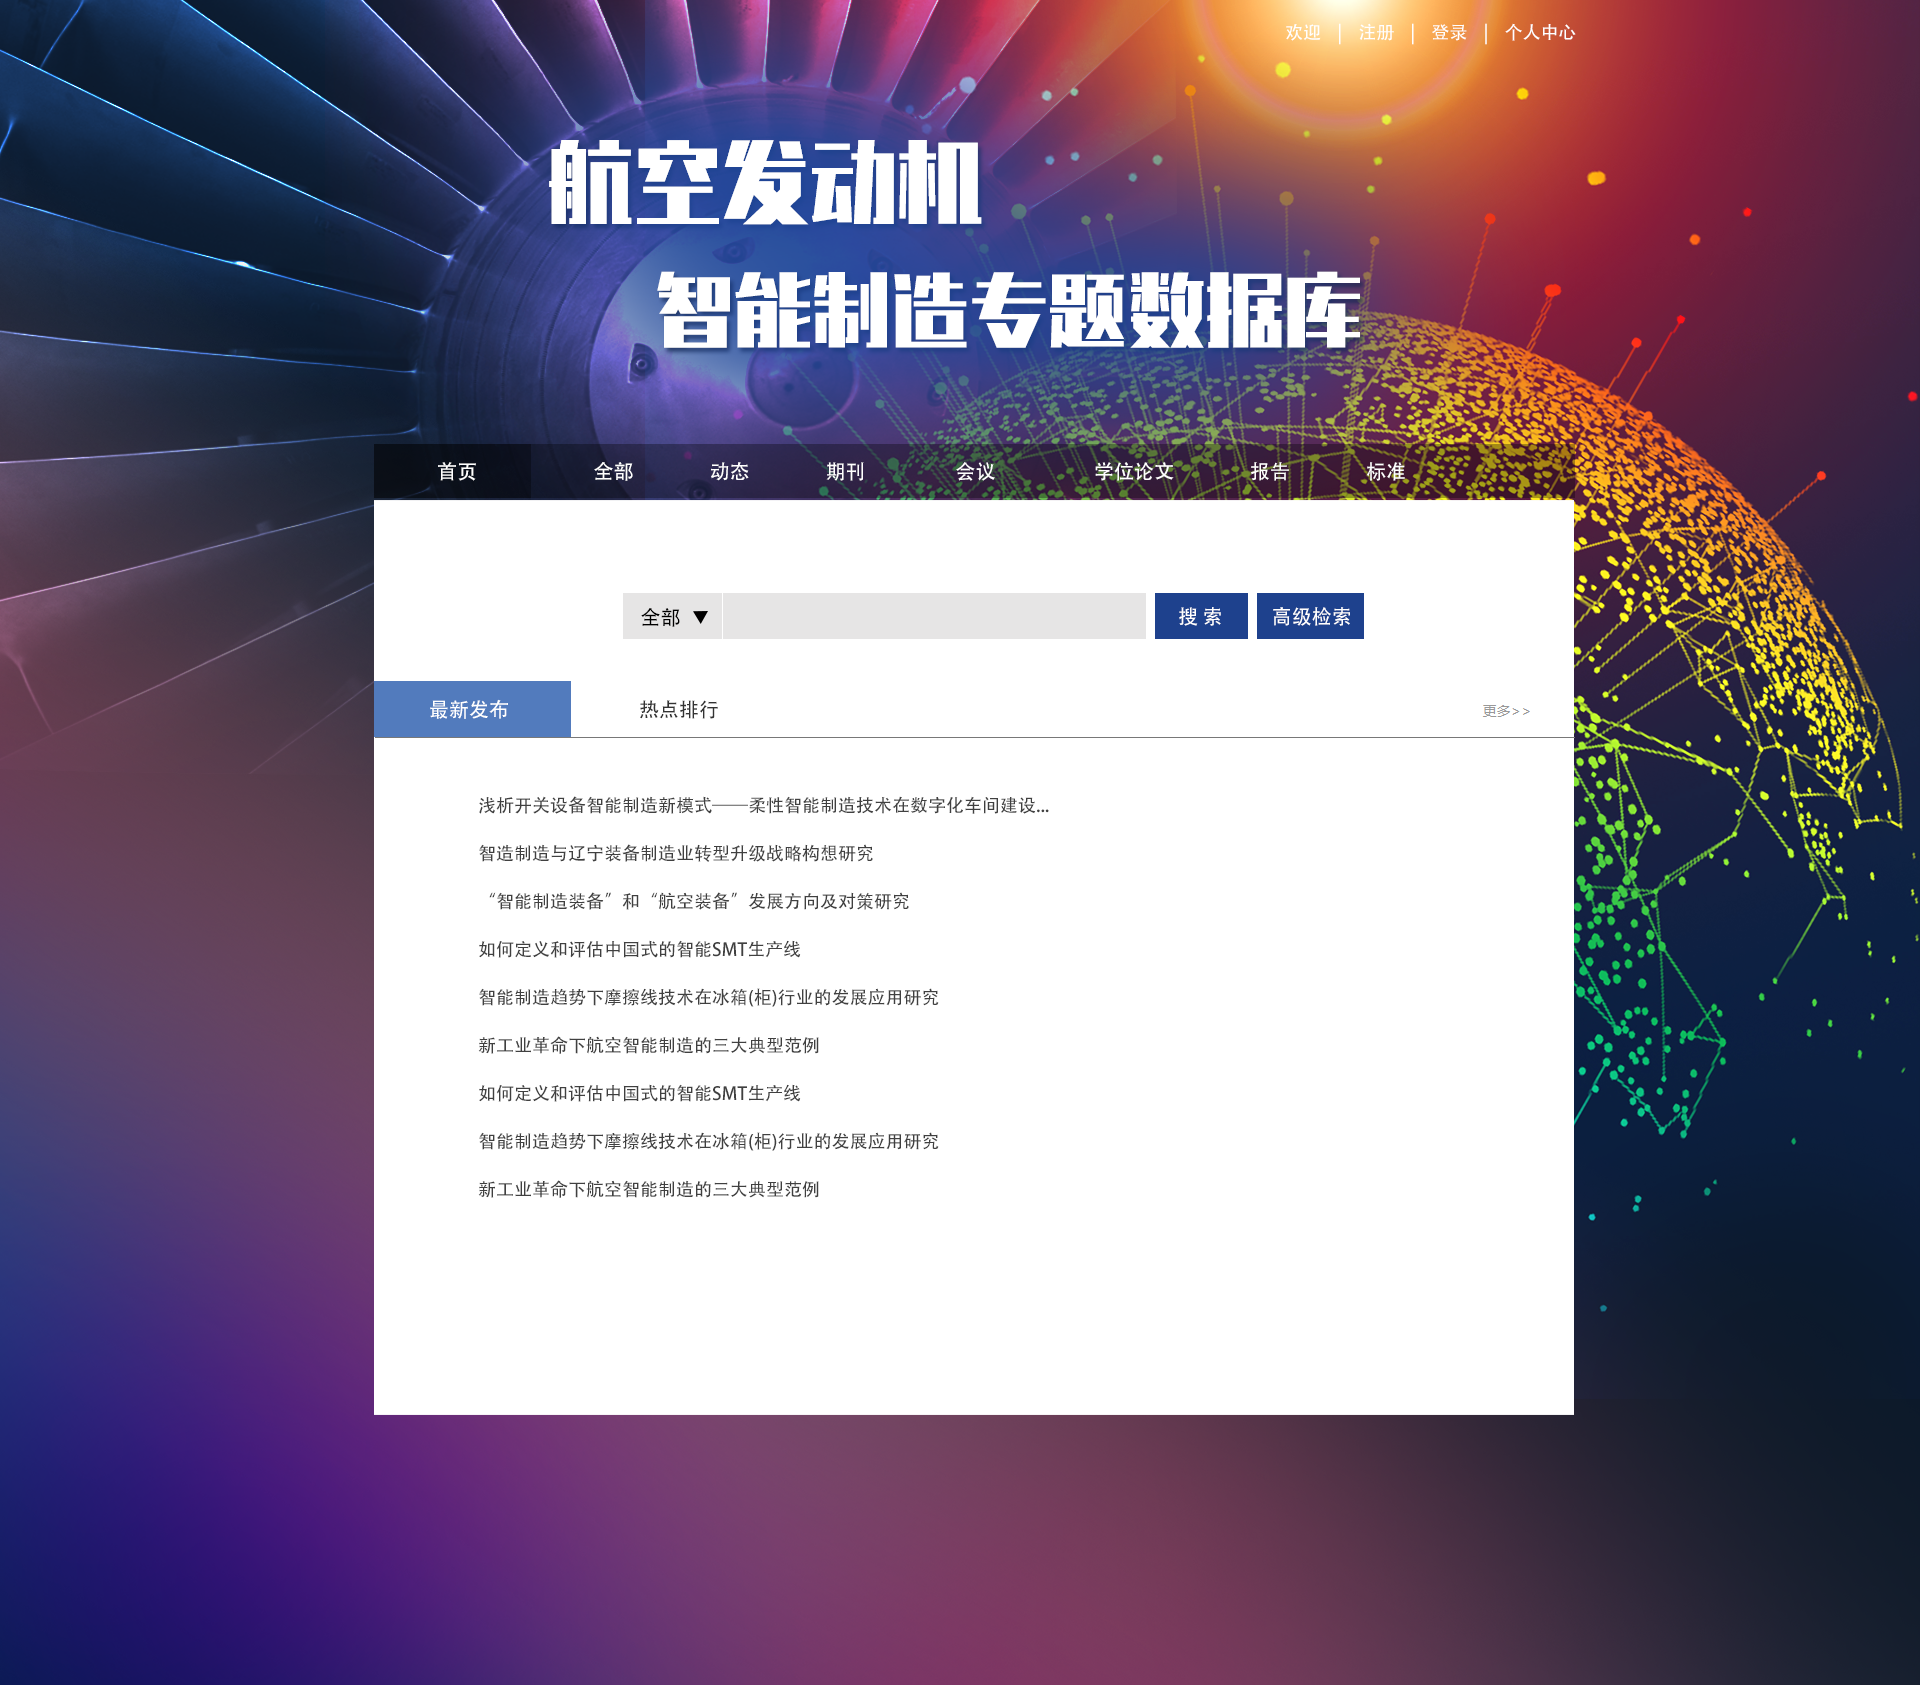 欢迎 | 注册 | 登录 | 个人中心
航空发动机
智能制造专题数据库
首页 全部 动态 期刊 会议 学位论文 报告 标准
全部 ▼ 搜 索 高级检索
最新发布 热点排行 更多>>
浅析开关设备智能制造新模式——柔性智能制造技术在数字化车间建设...
智造制造与辽宁装备制造业转型升级战略构想研究
“智能制造装备”和“航空装备”发展方向及对策研究
如何定义和评估中国式的智能SMT生产线
智能制造趋势下摩擦线技术在冰箱(柜)行业的发展应用研究
新工业革命下航空智能制造的三大典型范例
如何定义和评估中国式的智能SMT生产线
智能制造趋势下摩擦线技术在冰箱(柜)行业的发展应用研究
新工业革命下航空智能制造的三大典型范例